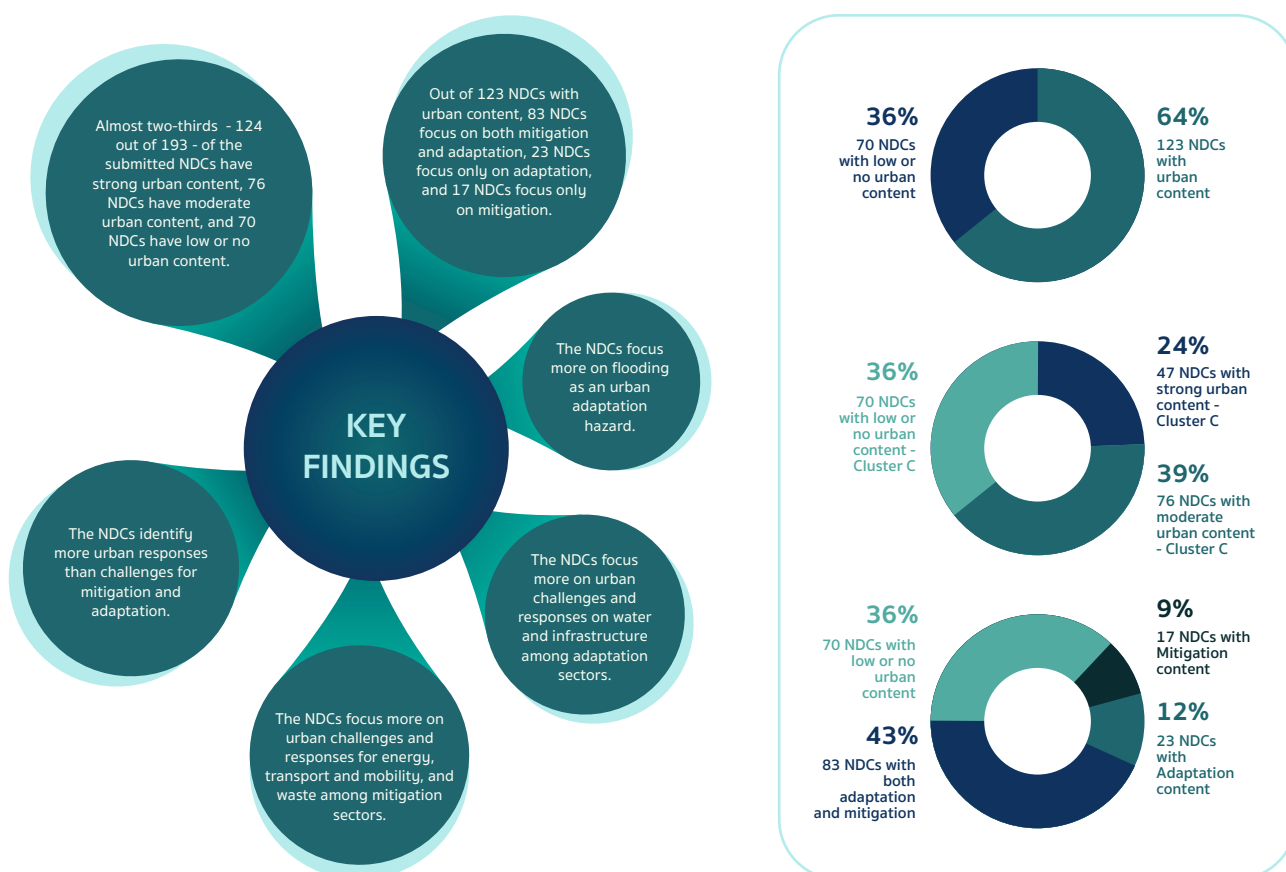 Almost two-thirds - 124
out of 193 - of the
submitted NDCs have
strong urban content, 76
NDCs have moderate
urban content, and 70
NDCs have low or no
urban content.
Out of 123 NDCs with
urban content, 83 NDCs
focus on both mitigation
and adaptation, 23 NDCs
focus only on adaptation,
and 17 NDCs focus only
on mitigation.
The NDCs focus
more on flooding
as an urban
adaptation
hazard.
KEY
FINDINGS
The NDCs identify
more urban responses
than challenges for
mitigation and
adaptation.
The NDCs focus
more on urban
challenges and
responses on water
and infrastructure
among adaptation
sectors.
The NDCs focus more on
urban challenges and
responses for energy,
transport and mobility, and
waste among mitigation
sectors.
36%
70 NDCs
with low or
no urban
content
64%
123 NDCs
with
urban
content
36%
70 NDCs
with low or
no urban
content -
Cluster C
24%
47 NDCs with
strong urban
content -
Cluster C
39%
76 NDCs with
moderate
urban content
- Cluster C
36%
70 NDCs with
low or no
urban
content
43%
83 NDCs with
both
adaptation
and mitigation
9%
17 NDCs with
Mitigation
content
12%
23 NDCs
with
Adaptation
content